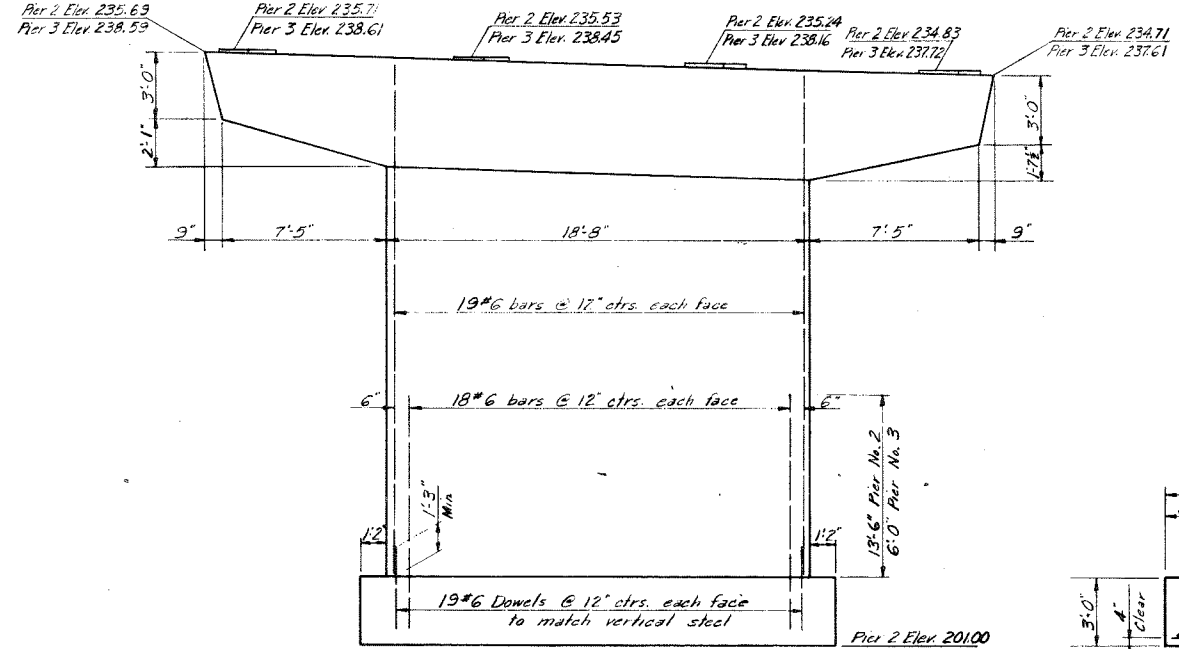 Pier 2 Elev. 235.69
Pier 3 Elev. 238.59
Pier 2 Elev. 235.71
Pier 3 Elev. 238.61
Pier 2 Elev. 235.53
Pier 3 Elev. 238.45
Pier 2 Elev. 235.24
Pier 3 Elev. 238.16
Pier 2 Elev. 234.83
Pier 3 Elev. 237.72
Pier 2 Elev. 234.71
Pier 3 Elev. 237.61
3'-0"
2'-1"
3'-0"
1'-7½"
9"
7'-5"
18'-8"
7'-5"
9"
19#6 bars @ 12" ctrs. each face
6"
18#6 bars @ 12" ctrs. each face
6"
13'-6" Pier No. 2
6'-0" Pier No. 3
1'-3"
Min
1'-2"
1'-2"
19#6 Dowels @ 12" ctrs. each face
to match vertical steel
Pier 2 Elev. 201.00
3'-0"
4"
Clear